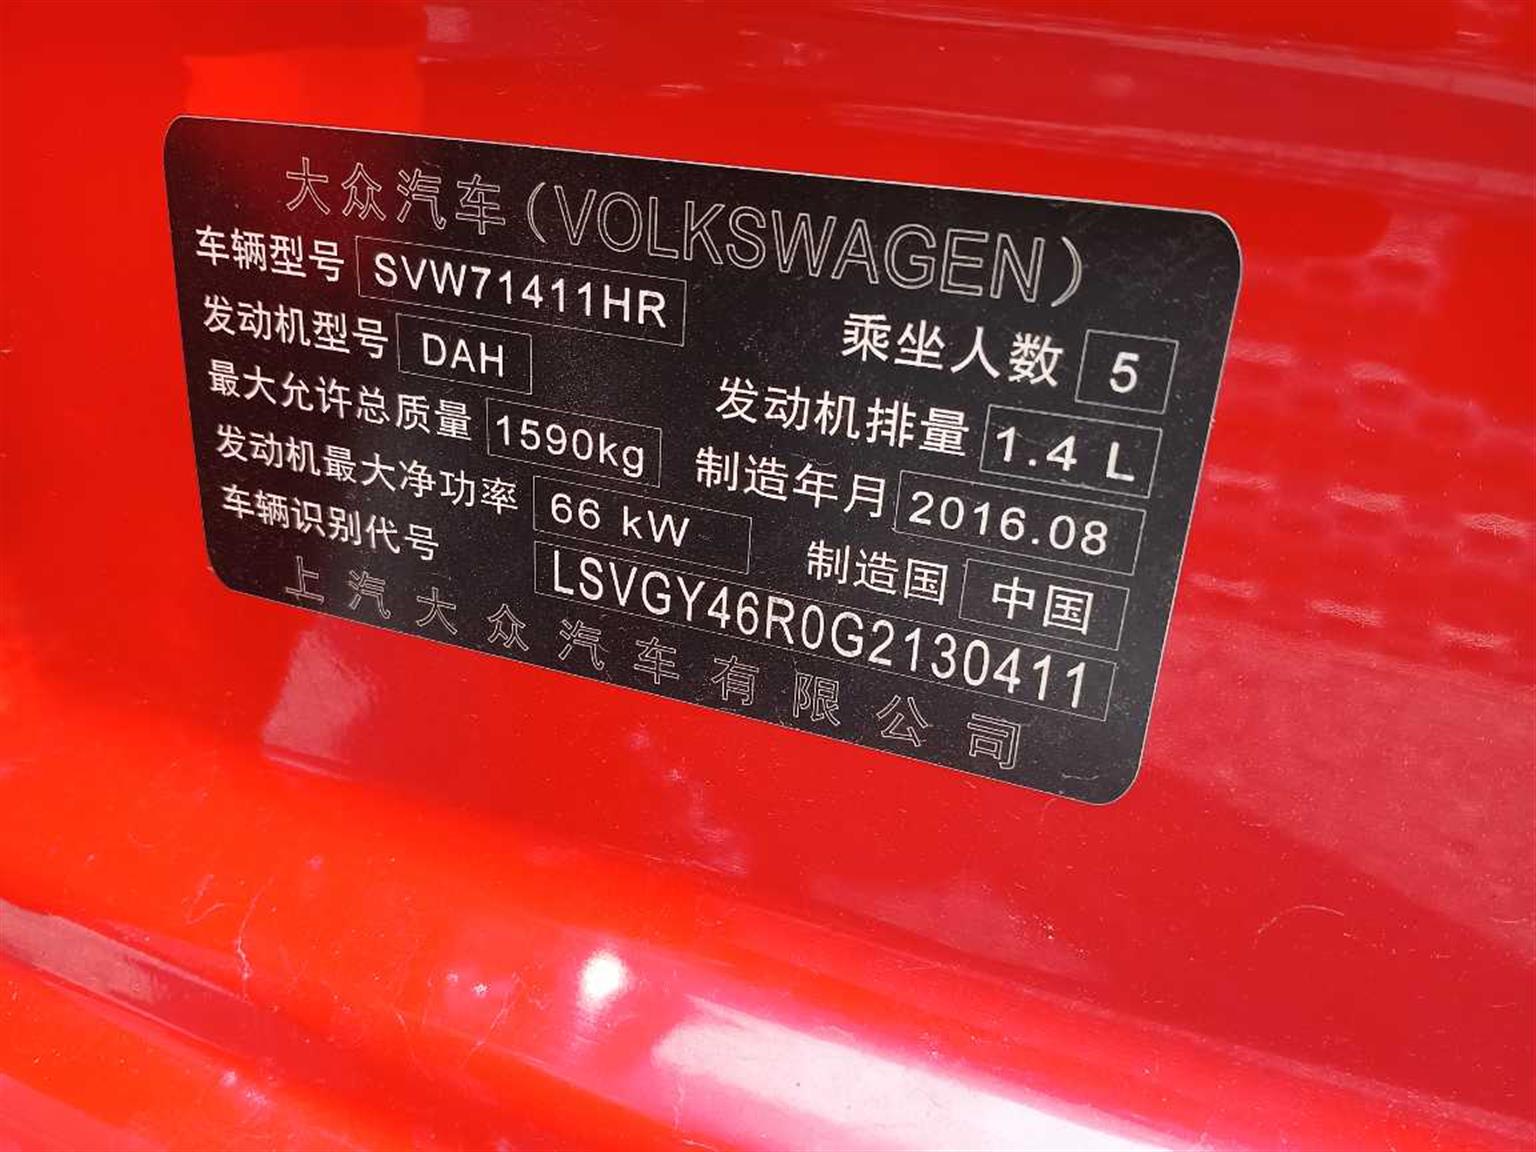 大众汽车(VOLKSWAGEN)
车辆型号 SVW71411HR 乘坐人数 5
发动机型号 DAH 发动机排量 1.4 L
最大允许总质量 1590kg 制造年月 2016.08
发动机最大净功率 66 kW 制造国 中国
车辆识别代号 LSVGY46R0G2130411
上汽大众汽车有限公司